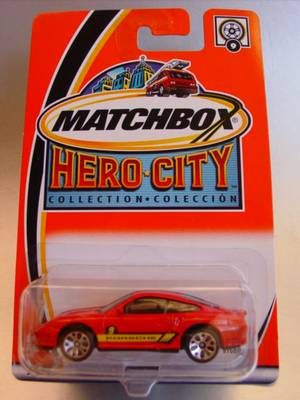 9
MATCHBOX
HERO·CITY
COLLECTION • COLECCIÓN